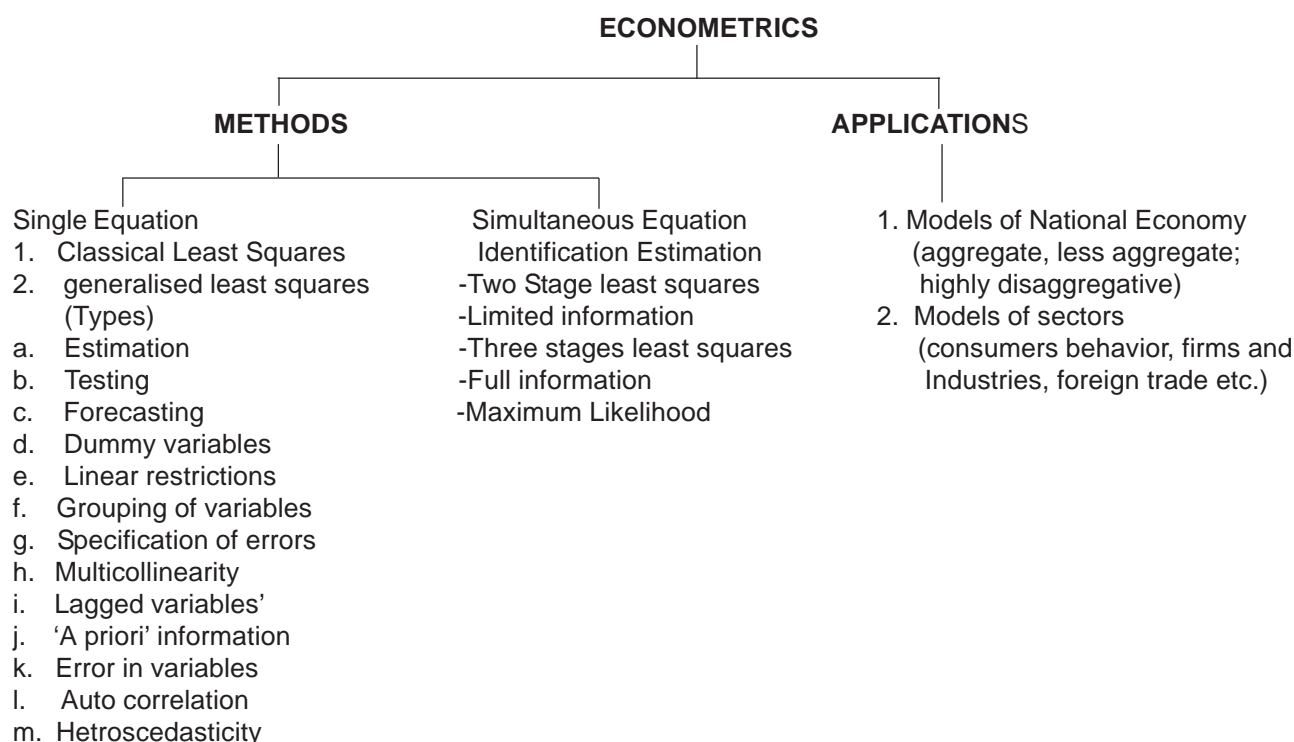 ECONOMETRICS
METHODS
APPLICATIONS
Single Equation
1. Classical Least Squares
2. generalised least squares
(Types)
a. Estimation
b. Testing
c. Forecasting
d. Dummy variables
e. Linear restrictions
f. Grouping of variables
g. Specification of errors
h. Multicollinearity
i. Lagged variables’
j. ‘A priori’ information
k. Error in variables
l. Auto correlation
m. Hetroscedasticity
Simultaneous Equation
Identification Estimation
-Two Stage least squares
-Limited information
-Three stages least squares
-Full information
-Maximum Likelihood
1. Models of National Economy
(aggregate, less aggregate;
highly disaggregative)
2. Models of sectors
(consumers behavior, firms and
Industries, foreign trade etc.)